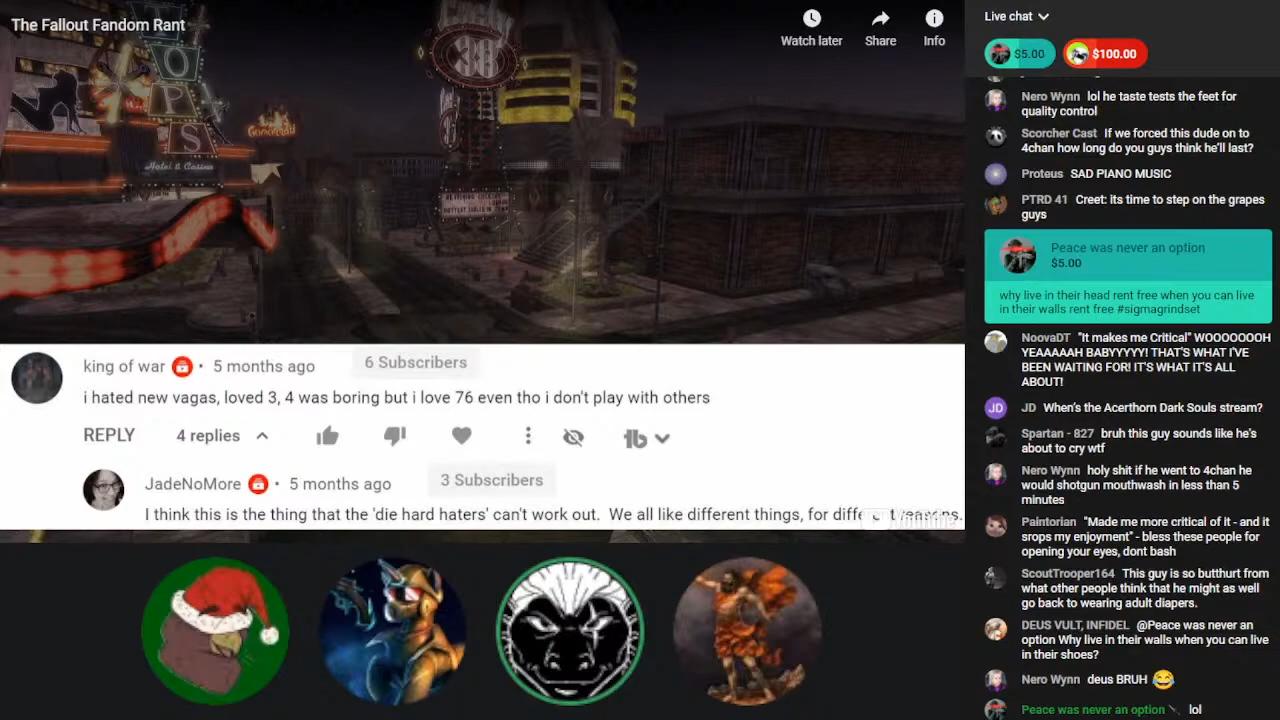 The Fallout Fandom Rant
Watch later
Share
Info
TOPS
Hotel & Casino
Gomorrah
38
king of war • 5 months ago 6 Subscribers
i hated new vagas, loved 3, 4 was boring but i love 76 even tho i don't play with others
REPLY 4 replies
JadeNoMore • 5 months ago 3 Subscribers
I think this is the thing that the 'die hard haters' can't work out. We all like different things, for diffe reasons.
YouTube
Live chat
$5.00 $100.00
Nero Wynn lol he taste tests the feet for
quality control
Scorcher Cast If we forced this dude on to
4chan how long do you guys think he'll last?
Proteus SAD PIANO MUSIC
PTRD 41 Creet: its time to step on the grapes
guys
Peace was never an option
$5.00
why live in their head rent free when you can live
in their walls rent free #sigmagrindset
NoovaDT "It makes me Critical" WOOOOOOOH
YEAAAAAH BABYYYYY! THAT'S WHAT I'VE
BEEN WAITING FOR! IT'S WHAT IT'S ALL
ABOUT!
JD
JD When's the Acerthorn Dark Souls stream?
Spartan - 827 bruh this guy sounds like he's
about to cry wtf
Nero Wynn holy shit if he went to 4chan he
would shotgun mouthwash in less than 5
minutes
Paintorian "Made me more critical of it - and it
srops my enjoyment" - bless these people for
opening your eyes, dont bash
ScoutTrooper164 This guy is so butthurt from
what other people think that he might as well
go back to wearing adult diapers.
DEUS VULT, INFIDEL @Peace was never an
option Why live in their walls when you can live
in their shoes?
Nero Wynn deus BRUH 😂
Peace was never an option lol